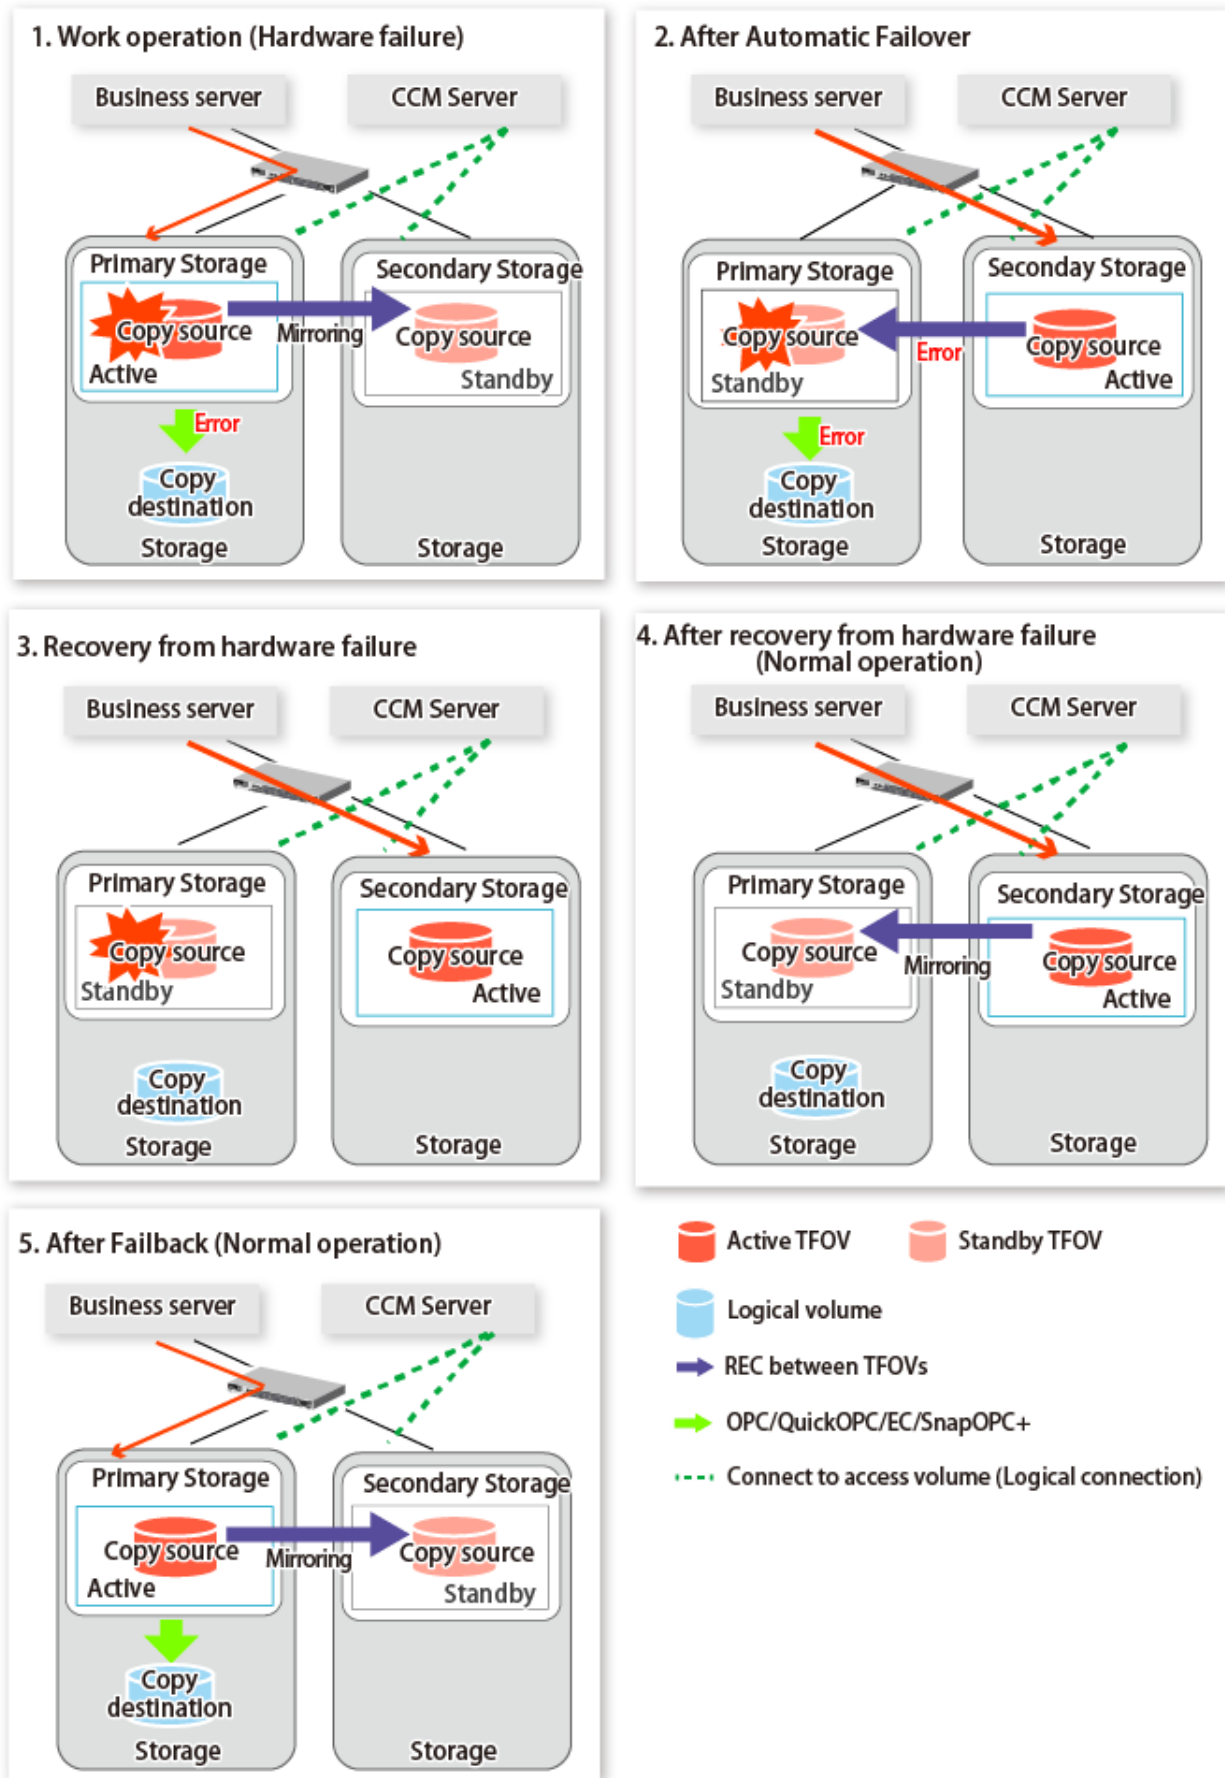 1. Work operation (Hardware failure)
Business server
CCM Server
Primary Storage
Copy source
Active
Mirroring
Secondary Storage
Copy source
Standby
Error
Copy
destination
Storage
Storage
2. After Automatic Failover
Business server
CCM Server
Primary Storage
Copy source
Standby
Error
Seconday Storage
Copy source
Active
Error
Copy
destination
Storage
Storage
3. Recovery from hardware failure
Business server
CCM Server
Primary Storage
Copy source
Standby
Secondary Storage
Copy source
Active
Copy
destination
Storage
Storage
4. After recovery from hardware failure
(Normal operation)
Business server
CCM Server
Primary Storage
Copy source
Standby
Mirroring
Secondary Storage
Copy source
Active
Copy
destination
Storage
Storage
5. After Failback (Normal operation)
Business server
CCM Server
Primary Storage
Copy source
Active
Mirroring
Secondary Storage
Copy source
Standby
Copy
destination
Storage
Storage
Active TFOV
Standby TFOV
Logical volume
REC between TFOVs
OPC/QuickOPC/EC/SnapOPC+
Connect to access volume (Logical connection)